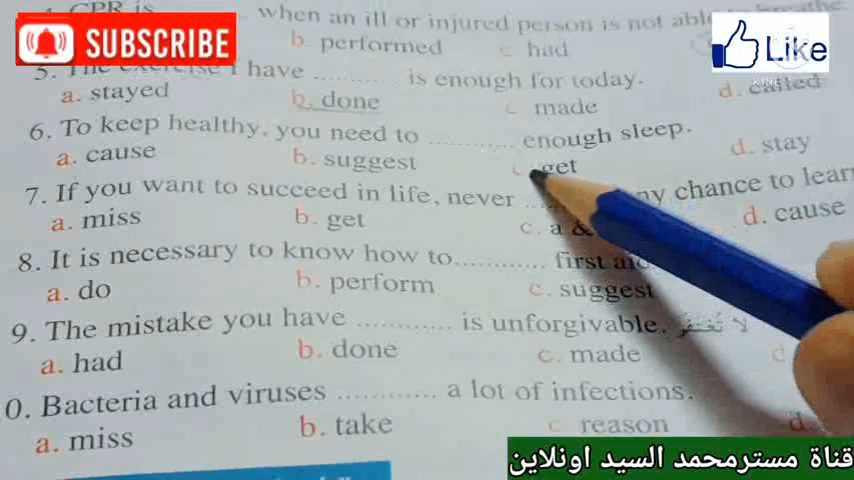 SUBSCRIBE
Like
CPR is ............ when an ill or injured person is not able to breathe
b. performed c had
5. The exercise I have ............ is enough for today.
a. stayed b. done c made d. called
6. To keep healthy, you need to ............ enough sleep.
a. cause b. suggest c get d. stay
7. If you want to succeed in life, never ...... any chance to learn
a. miss b. get c. a & d. cause
8. It is necessary to know how to............ first aid.
a. do b. perform c. suggest
9. The mistake you have ............ is unforgivable. لا تُغتَفَر
a. had b. done c. made d
0. Bacteria and viruses ............ a lot of infections.
a. miss b. take c reason d.
قناة مسترمحمد السيد اونلاين